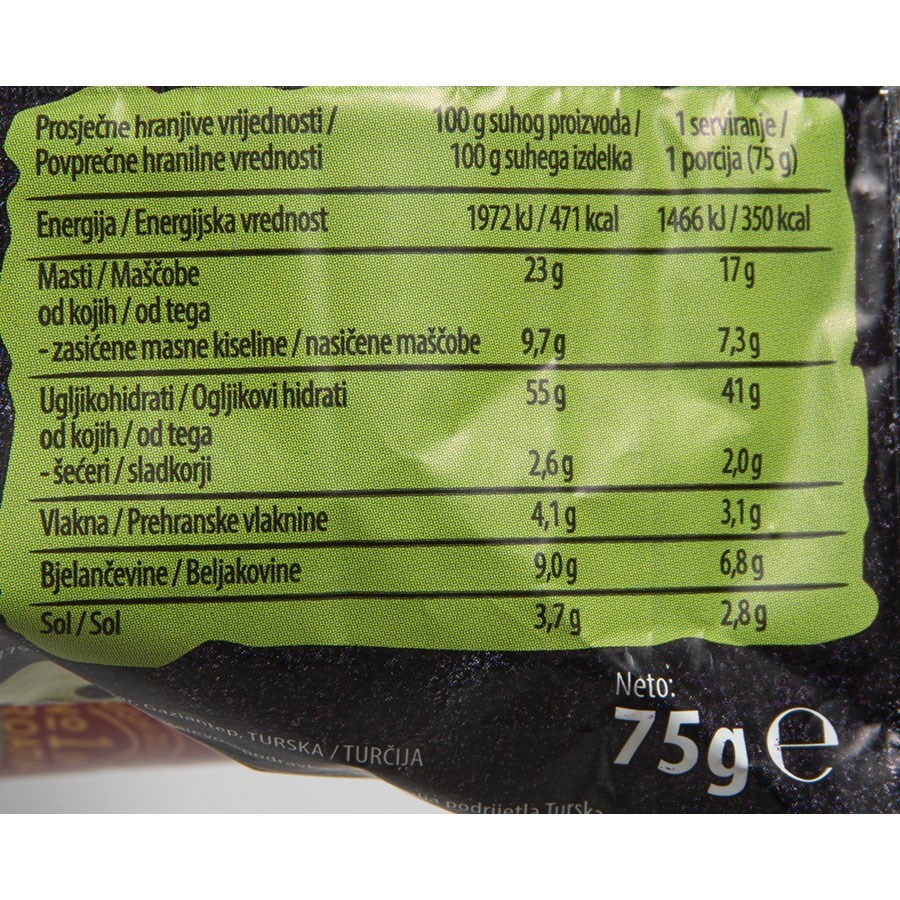 Prosječne hranjive vrijednosti / 100 g suhog proizvoda / 1 serviranje /
Povprečne hranilne vrednosti 100 g suhega izdelka 1 porcija (75 g)
Energija / Energijska vrednost 1972 kJ / 471 kcal 1466 kJ / 350 kcal
Masti / Maščobe 23 g 17 g
od kojih / od tega
- zasićene masne kiseline / nasičene maščobe 9,7 g 7,3 g
Ugljikohidrati / Ogljikovi hidrati 55 g 41 g
od kojih / od tega
- šećeri / sladkorji 2,6 g 2,0 g
Vlakna / Prehranske vlaknine 4,1 g 3,1 g
Bjelančevine / Beljakovine 9,0 g 6,8 g
Sol / Sol 3,7 g 2,8 g
Neto:
75g e
TURSKA / TURČIJA
podrijetla Turska